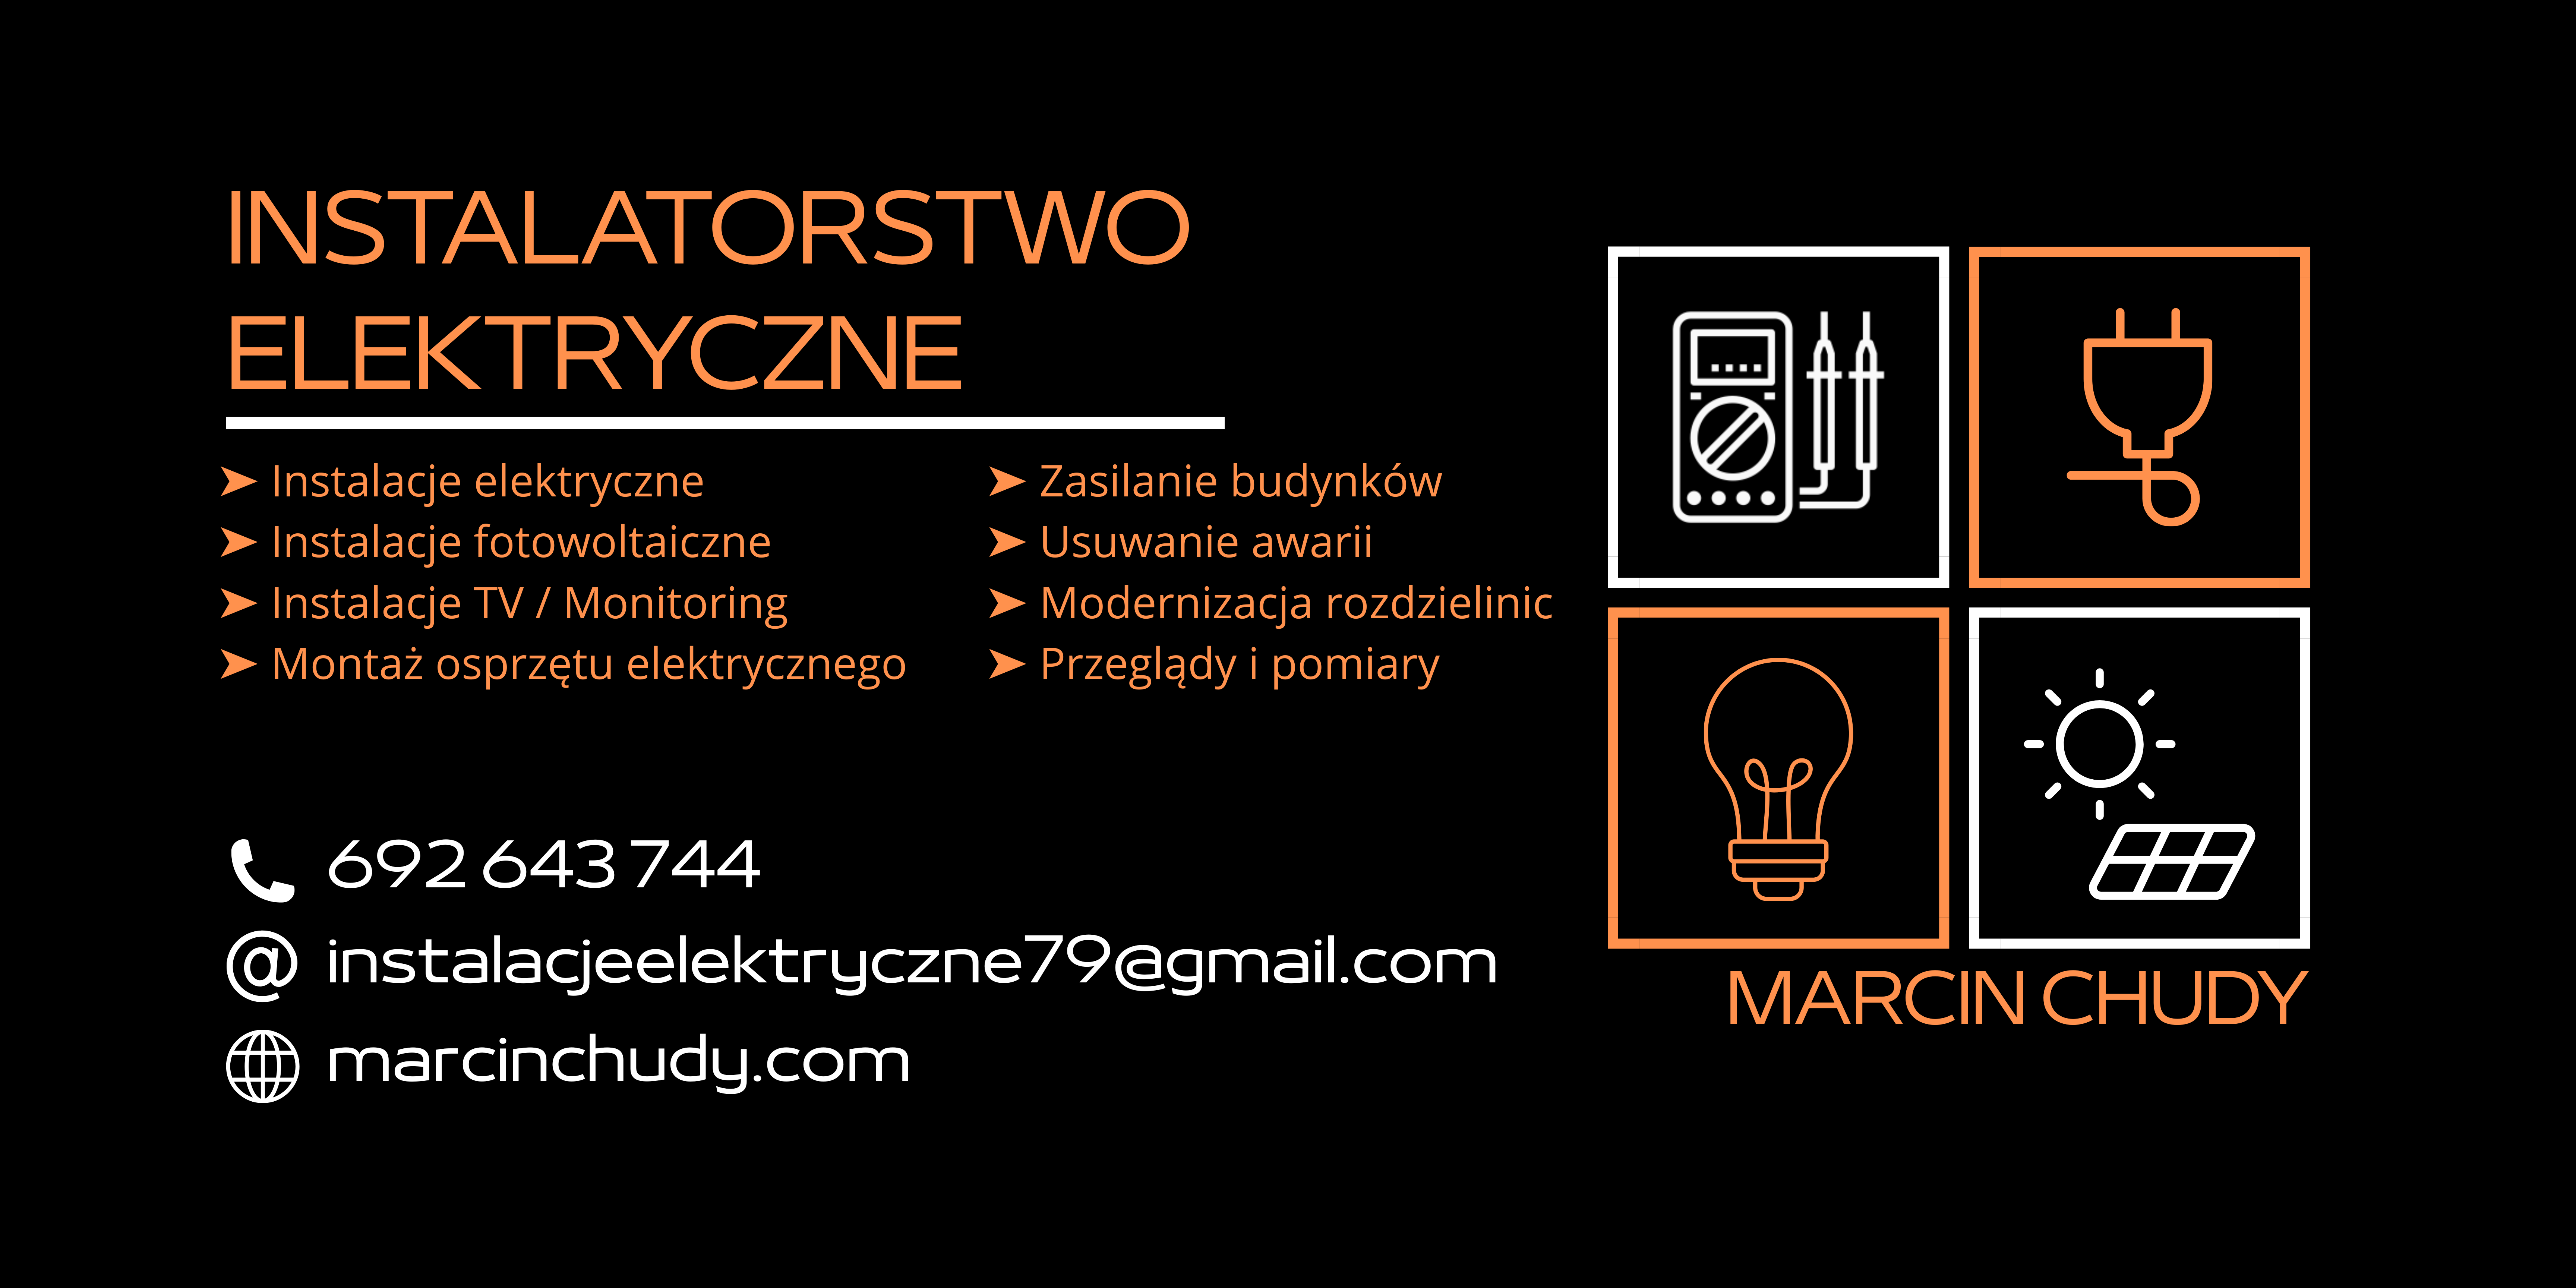 INSTALATORSTWO
ELEKTRYCZNE
➤ Instalacje elektryczne
➤ Instalacje fotowoltaiczne
➤ Instalacje TV / Monitoring
➤ Montaż osprzętu elektrycznego
➤ Zasilanie budynków
➤ Usuwanie awarii
➤ Modernizacja rozdzielinic
➤ Przeglądy i pomiary
692 643 744
@ instalacjeelektryczne79@gmail.com
marcinchudy.com
MARCIN CHUDY